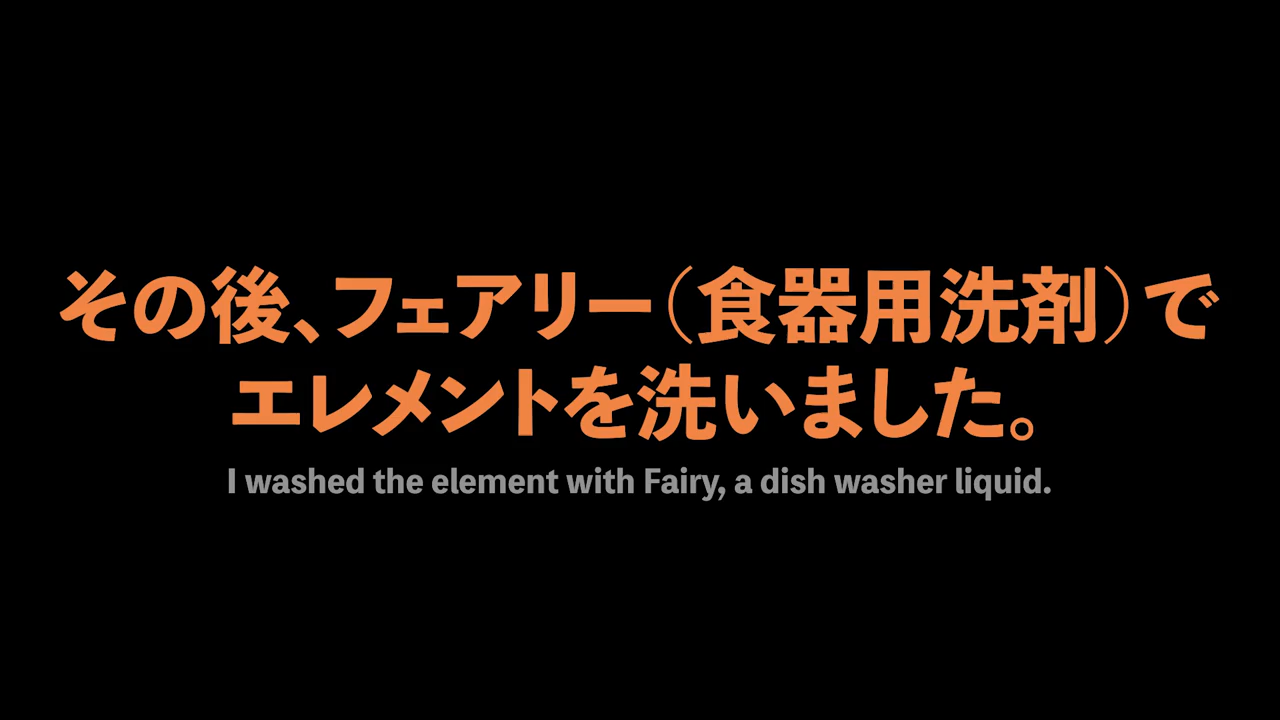 その後、フェアリー（食器用洗剤）で
エレメントを洗いました。
I washed the element with Fairy, a dish washer liquid.